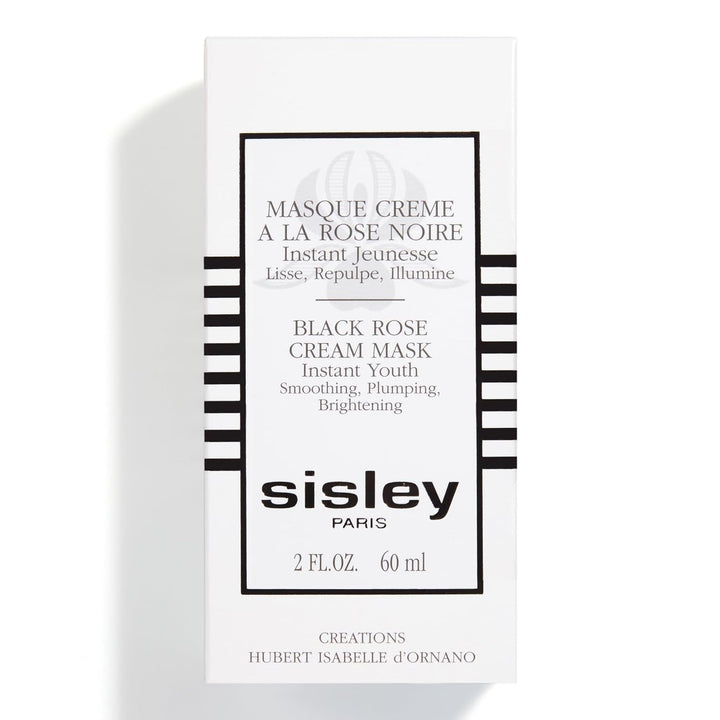 MASQUE CREME
A LA ROSE NOIRE
Instant Jeunesse
Lisse, Repulpe, Illumine
BLACK ROSE
CREAM MASK
Instant Youth
Smoothing, Plumping,
Brightening
sisley
PARIS
2 FL.OZ. 60 ml
CREATIONS
HUBERT ISABELLE d'ORNANO